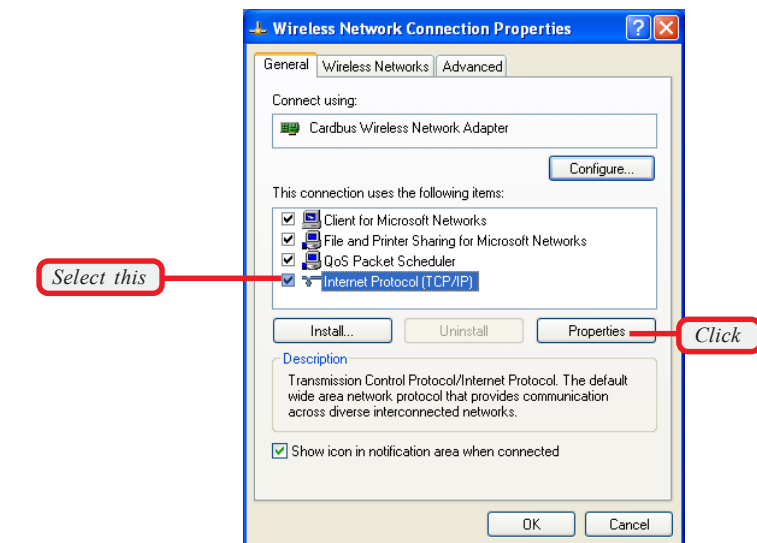 Wireless Network Connection Properties
General Wireless Networks Advanced
Connect using:
Cardbus Wireless Network Adapter
Configure...
This connection uses the following items:
Client for Microsoft Networks
File and Printer Sharing for Microsoft Networks
QoS Packet Scheduler
Select this
Internet Protocol (TCP/IP)
Install... Uninstall Properties
Click
Description
Transmission Control Protocol/Internet Protocol. The default
wide area network protocol that provides communication
across diverse interconnected networks.
Show icon in notification area when connected
OK Cancel